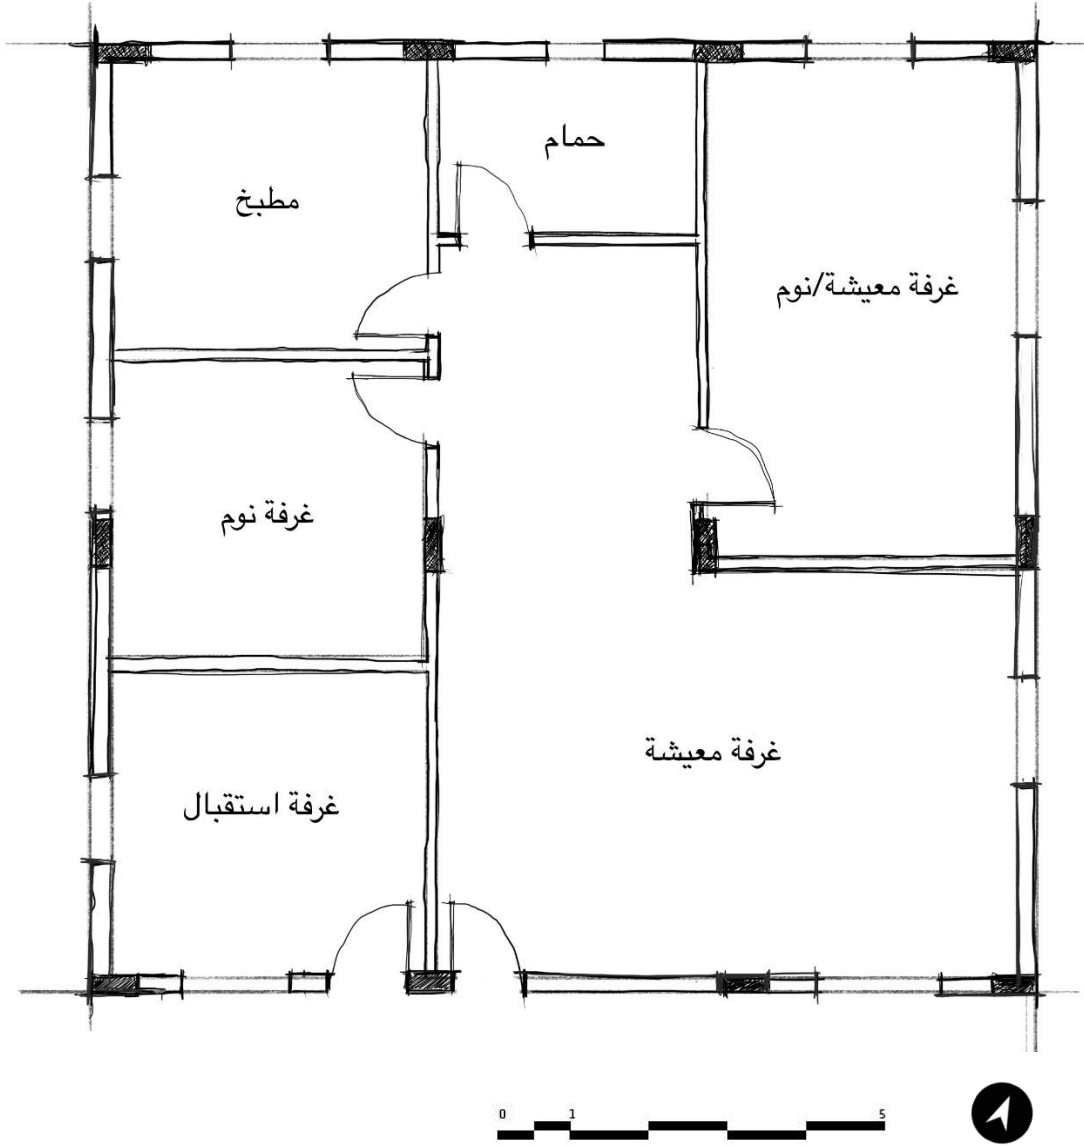 حمام
مطبخ
غرفة معيشة/نوم
غرفة نوم
غرفة معيشة
غرفة استقبال
0 1 5